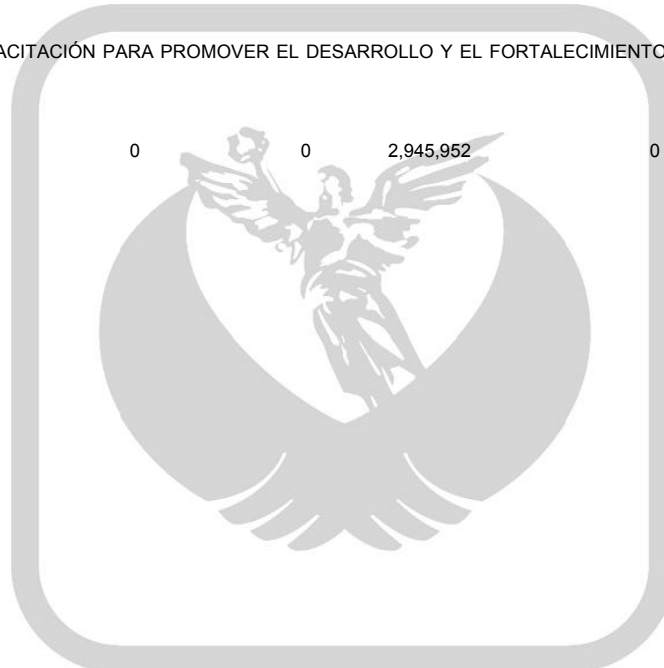 ACITACIÓN PARA PROMOVER EL DESARROLLO Y EL FORTALECIMIENTO
0 0 2,945,952 0